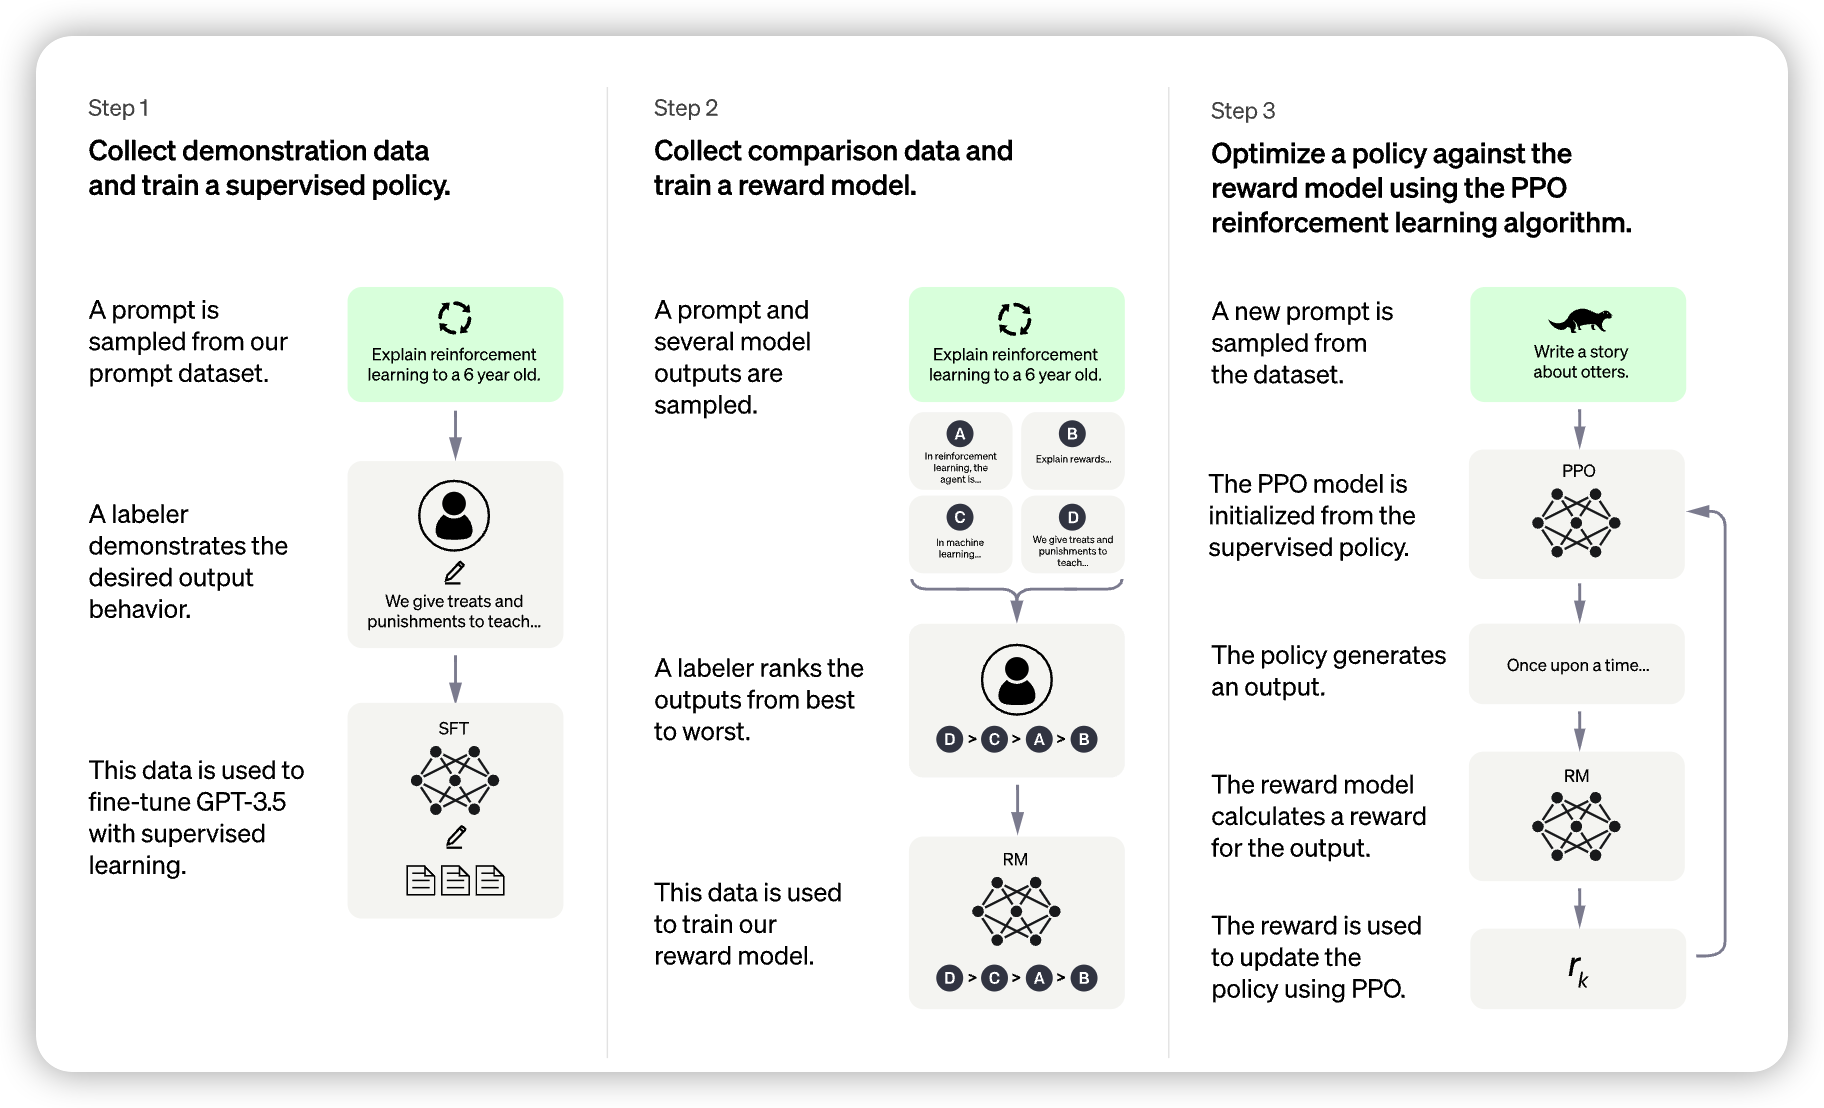 Step 1
Collect demonstration data
and train a supervised policy.
A prompt is
sampled from our
prompt dataset.
Explain reinforcement
learning to a 6 year old.
A labeler
demonstrates the
desired output
behavior.
We give treats and
punishments to teach...
This data is used to
fine-tune GPT-3.5
with supervised
learning.
SFT
Step 2
Collect comparison data and
train a reward model.
A prompt and
several model
outputs are
sampled.
Explain reinforcement
learning to a 6 year old.
A
In reinforcement
learning, the
agent is...
B
Explain rewards...
C
In machine
learning...
D
We give treats and
punishments to
teach...
A labeler ranks the
outputs from best
to worst.
D > C > A > B
This data is used
to train our
reward model.
RM
D > C > A > B
Step 3
Optimize a policy against the
reward model using the PPO
reinforcement learning algorithm.
A new prompt is
sampled from
the dataset.
Write a story
about otters.
The PPO model is
initialized from the
supervised policy.
PPO
The policy generates
an output.
Once upon a time...
The reward model
calculates a reward
for the output.
RM
The reward is used
to update the
policy using PPO.
rk